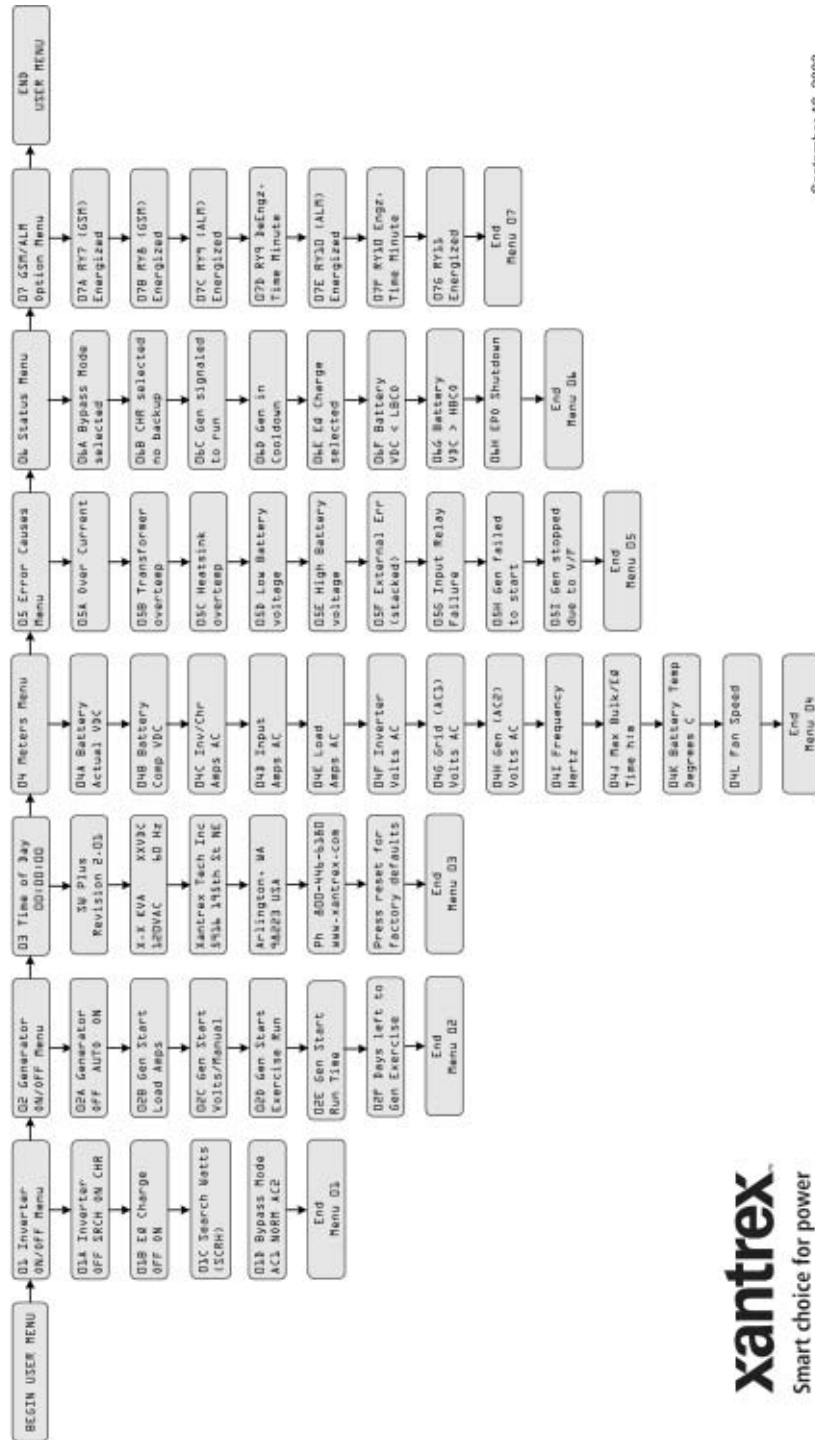 BEGIN USER MENU
01 Inverter
ON/OFF Menu
01A Inverter
OFF SRCH ON CHR
01B EQ Charge
OFF ON
01C Search Watts
(SCRH)
01D Bypass Mode
AC1 NORM AC2
End
Menu 01
02 Generator
ON/OFF Menu
02A Generator
OFF AUTO ON
02B Gen Start
Load Amps
02C Gen Start
Volts/Manual
02D Gen Start
Exercise Run
02E Gen Start
Run Time
02F Days left to
Gen Exercise
End
Menu 02
03 Time of Day
00:00:00
SW Plus
Revision 2.01
X.X KVA XXVDC
120VAC 60 Hz
Xantrex Tech Inc
5916 195th St NE
Arlington, WA
98223 USA
Ph 800-446-6180
www.xantrex.com
Press reset for
factory defaults
End
Menu 03
04 Meters Menu
04A Battery
Actual VDC
04B Battery
Comp VDC
04C Inv/Chr
Amps AC
04D Input
Amps AC
04E Load
Amps AC
04F Inverter
Volts AC
04G Grid (AC1)
Volts AC
04H Gen (AC2)
Volts AC
04I Frequency
Hertz
04J Max Bulk/EQ
Time h:m
04K Battery Temp
Degrees C
04L Fan Speed
End
Menu 04
05 Error Causes
Menu
05A Over Current
05B Transformer
overtemp
05C Heatsink
overtemp
05D Low Battery
voltage
05E High Battery
voltage
05F External Err
(stacked)
05G Input Relay
Failure
05H Gen failed
to start
05I Gen stopped
due to V/F
End
Menu 05
06 Status Menu
06A Bypass Mode
selected
06B CHR selected
no backup
06C Gen signaled
to run
06D Gen in
Cooldown
06E EQ Charge
selected
06F Battery
VDC < LBCO
06G Battery
VDC > HBCO
06H EPO Shutdown
End
Menu 06
07 GSM/ALM
Option Menu
07A RY7 (GSM)
Energized
07B RY8 (GSM)
Energized
07C RY9 (ALM)
Energized
07D RY9 DeEngz.
Time Minute
07E RY10 (ALM)
Energized
07F RY10 Engz.
Time Minute
07G RY11
Energized
End
Menu 07
END
USER MENU
xantrex
Smart choice for power